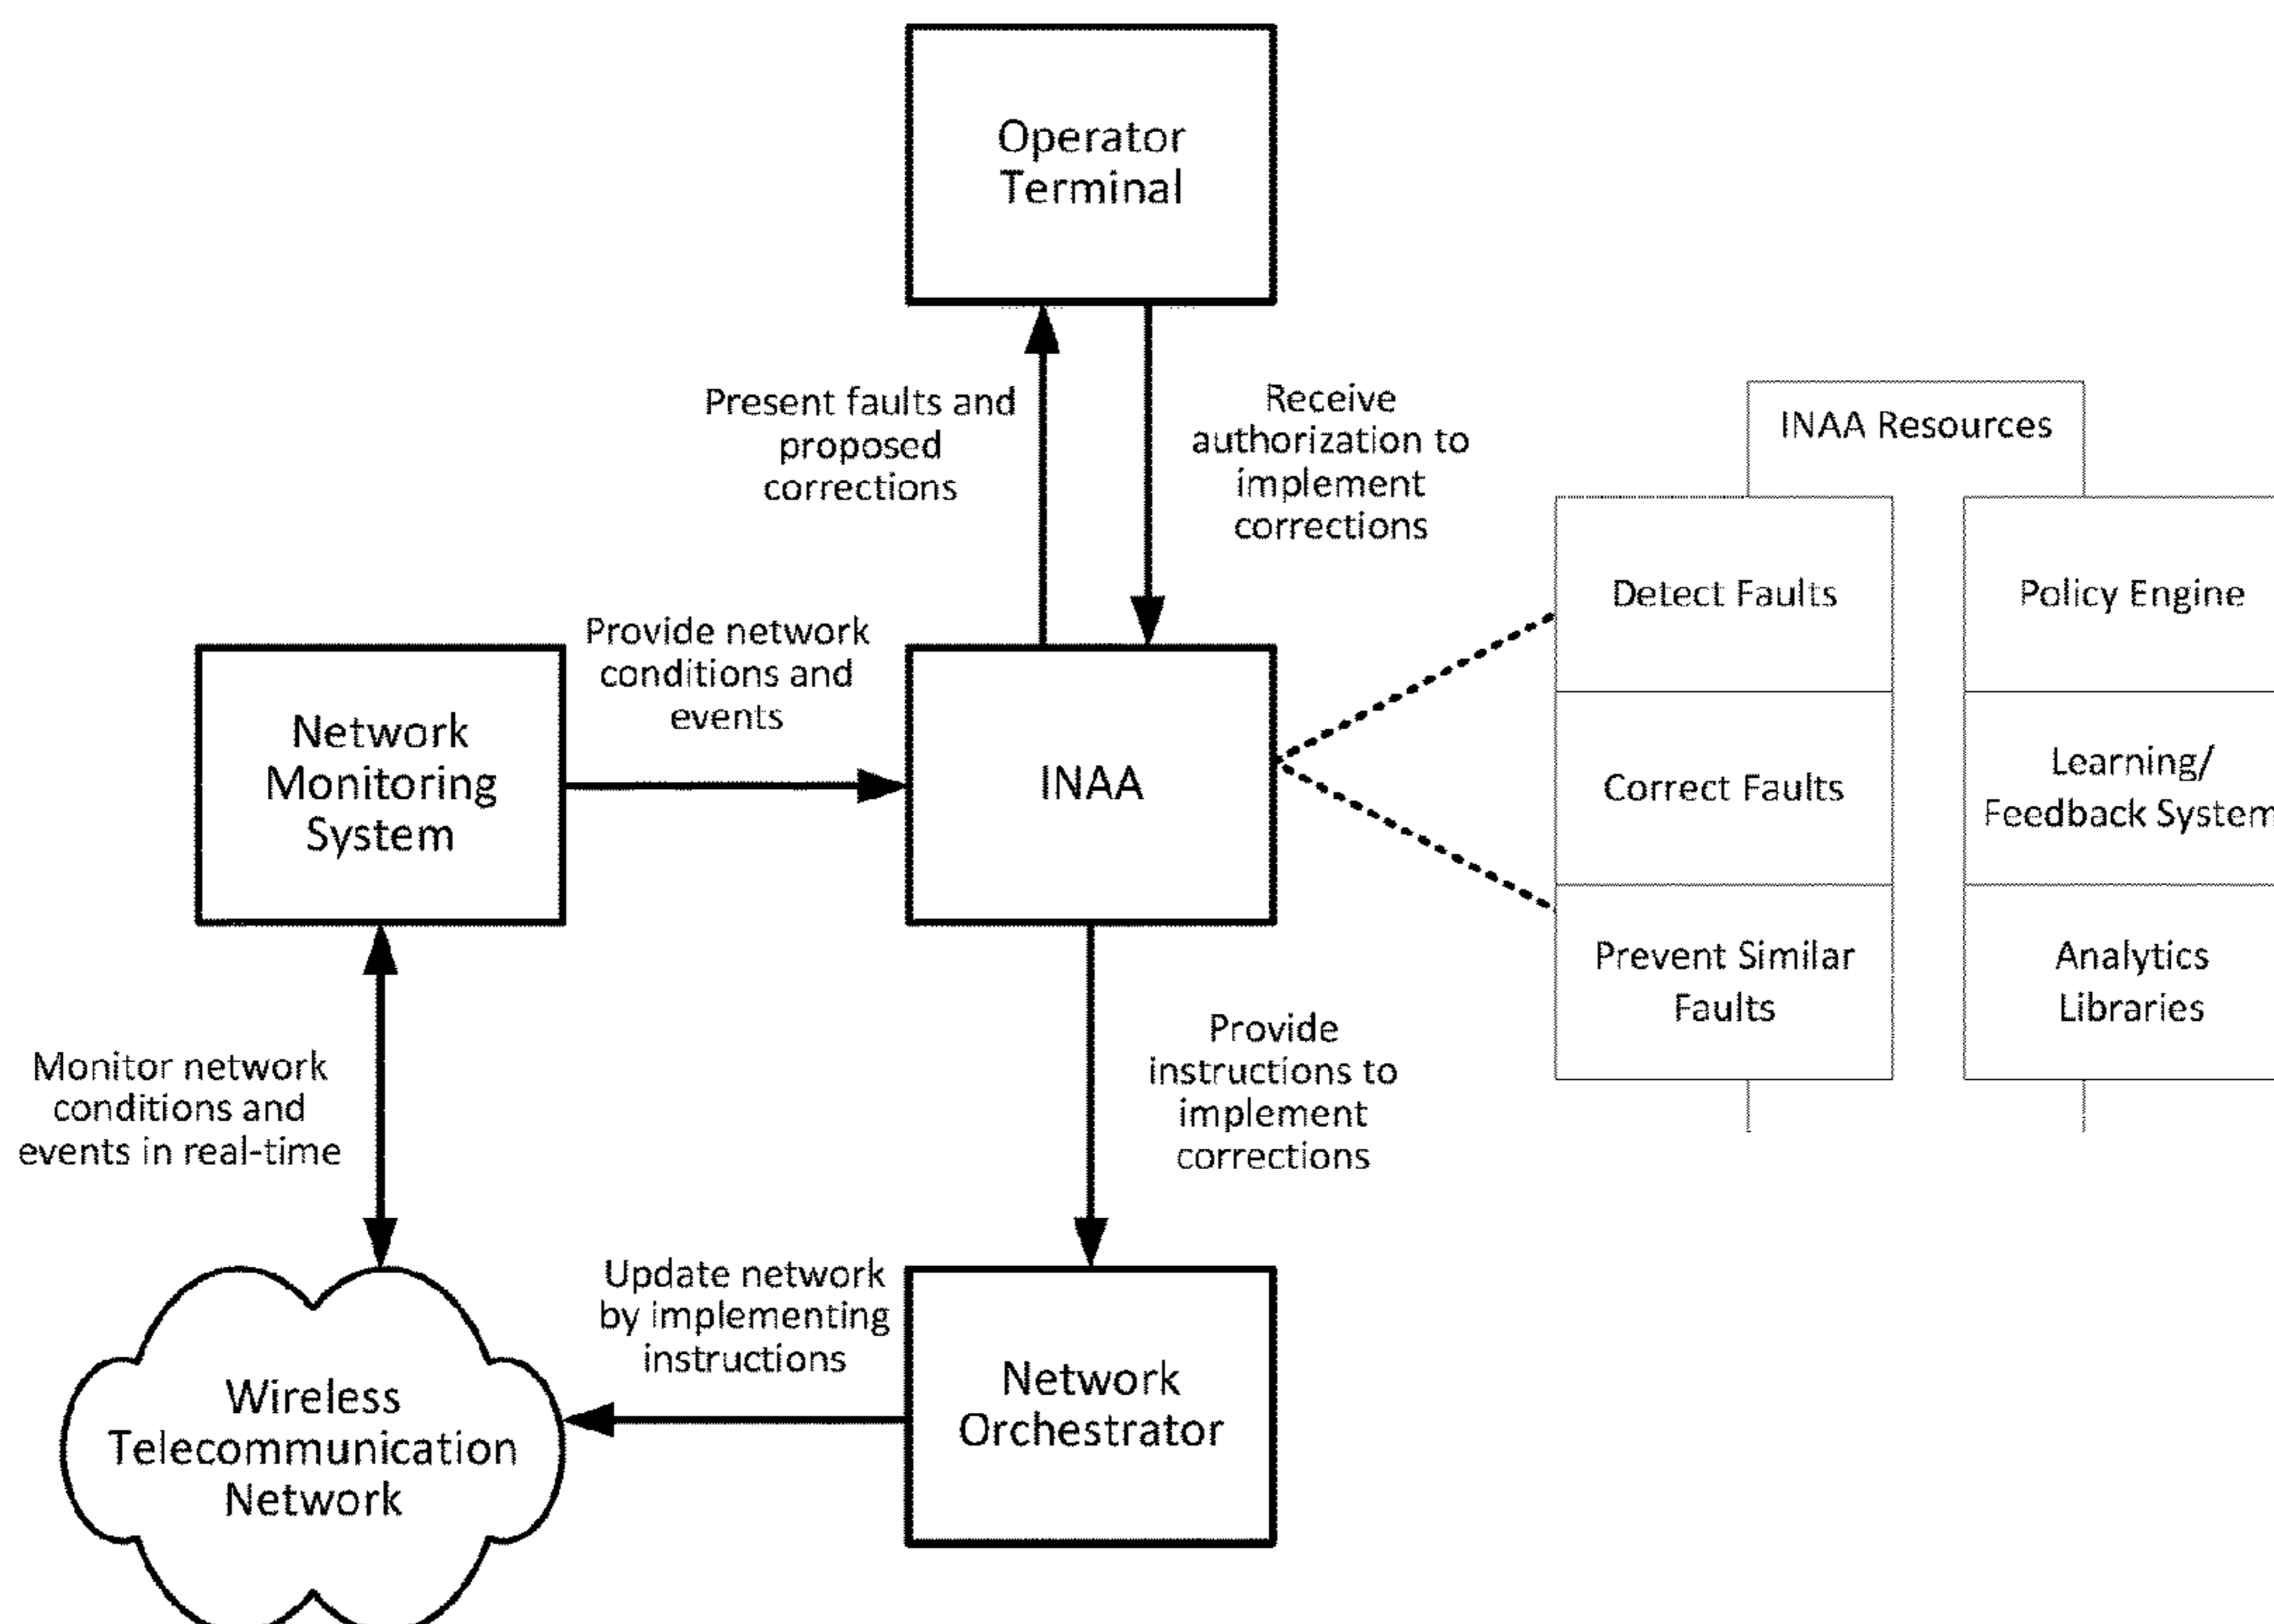 Operator
Terminal
Present faults and
proposed
corrections
Receive
authorization to
implement
corrections
INAA Resources
Detect Faults
Policy Engine
Correct Faults
Learning/
Feedback System
Prevent Similar
Faults
Analytics
Libraries
Provide network
conditions and
events
Network
Monitoring
System
INAA
Monitor network
conditions and
events in real-time
Provide
instructions to
implement
corrections
Update network
by implementing
instructions
Wireless
Telecommunication
Network
Network
Orchestrator